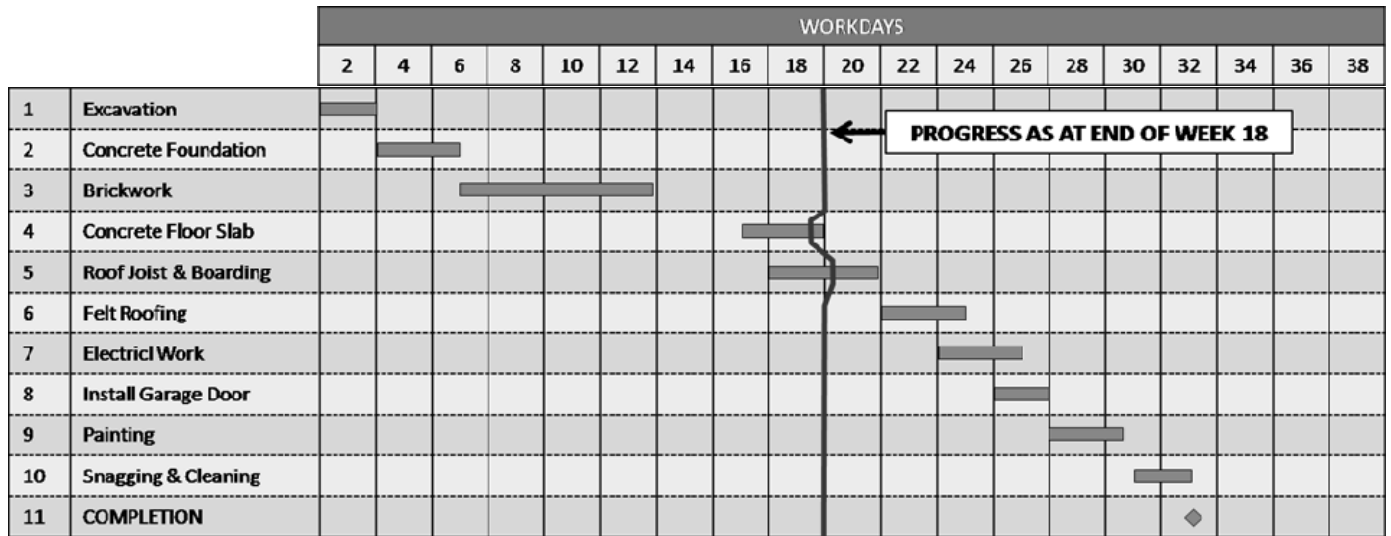 WORKDAYS
2 4 6 8 10 12 14 16 18 20 22 24 26 28 30 32 34 36 38
1 Excavation
PROGRESS AS AT END OF WEEK 18
2 Concrete Foundation
3 Brickwork
4 Concrete Floor Slab
5 Roof Joist & Boarding
6 Felt Roofing
7 Electricl Work
8 Install Garage Door
9 Painting
10 Snagging & Cleaning
11 COMPLETION